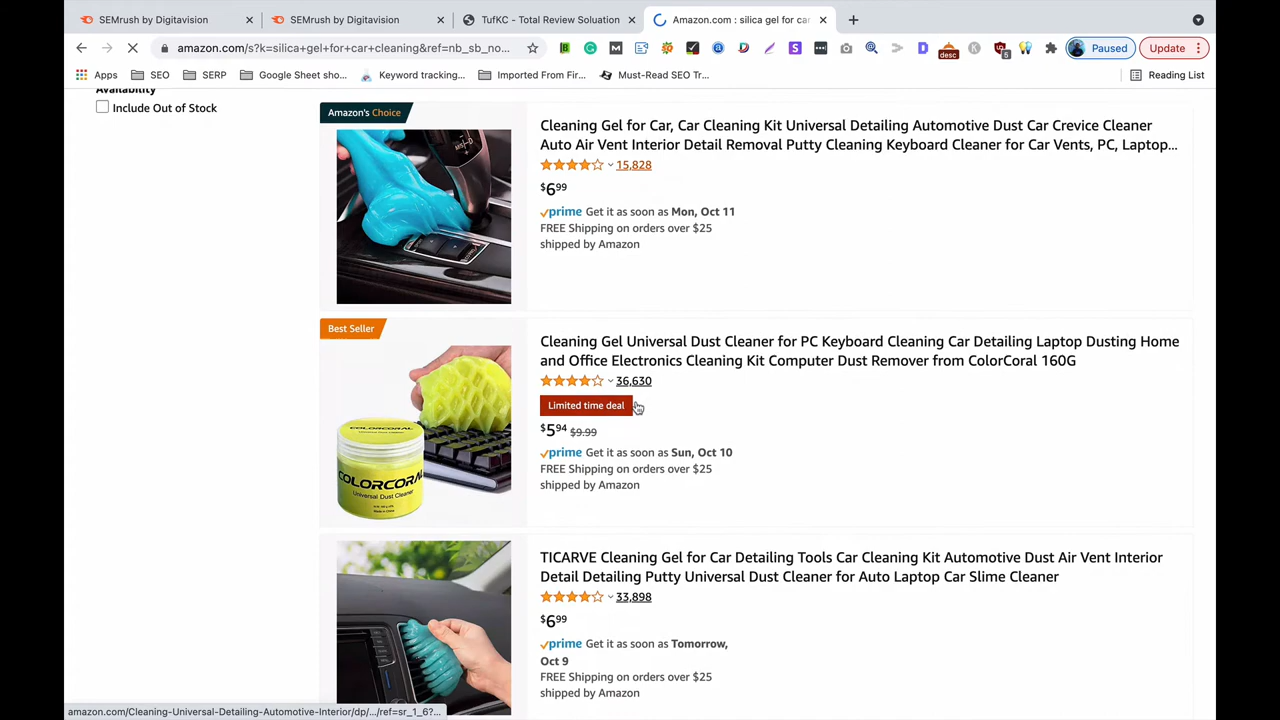 SEMrush by Digitavision
SEMrush by Digitavision
TufKC - Total Review Soluation
Amazon.com : silica gel for car
amazon.com/s?k=silica+gel+for+car+cleaning&ref=nb_sb_no...
Paused
Update
Apps
SEO
SERP
Google Sheet sho...
Keyword tracking,...
Imported From Fir...
Must-Read SEO Tr...
Reading List
Availability
Include Out of Stock
Amazon's Choice
Cleaning Gel for Car, Car Cleaning Kit Universal Detailing Automotive Dust Car Crevice Cleaner
Auto Air Vent Interior Detail Removal Putty Cleaning Keyboard Cleaner for Car Vents, PC, Laptop...
15,828
$6 99
prime Get it as soon as Mon, Oct 11
FREE Shipping on orders over $25
shipped by Amazon
Best Seller
Cleaning Gel Universal Dust Cleaner for PC Keyboard Cleaning Car Detailing Laptop Dusting Home
and Office Electronics Cleaning Kit Computer Dust Remover from ColorCoral 160G
36,630
Limited time deal
$5 94 $9.99
prime Get it as soon as Sun, Oct 10
FREE Shipping on orders over $25
shipped by Amazon
COLORCORAL
Universal Dust Cleaner
TICARVE Cleaning Gel for Car Detailing Tools Car Cleaning Kit Automotive Dust Air Vent Interior
Detail Detailing Putty Universal Dust Cleaner for Auto Laptop Car Slime Cleaner
33,898
$6 99
prime Get it as soon as Tomorrow,
Oct 9
FREE Shipping on orders over $25
shipped by Amazon
amazon.com/Cleaning-Universal-Detailing-Automotive-Interior/dp/.../ref=sr_1_6?...